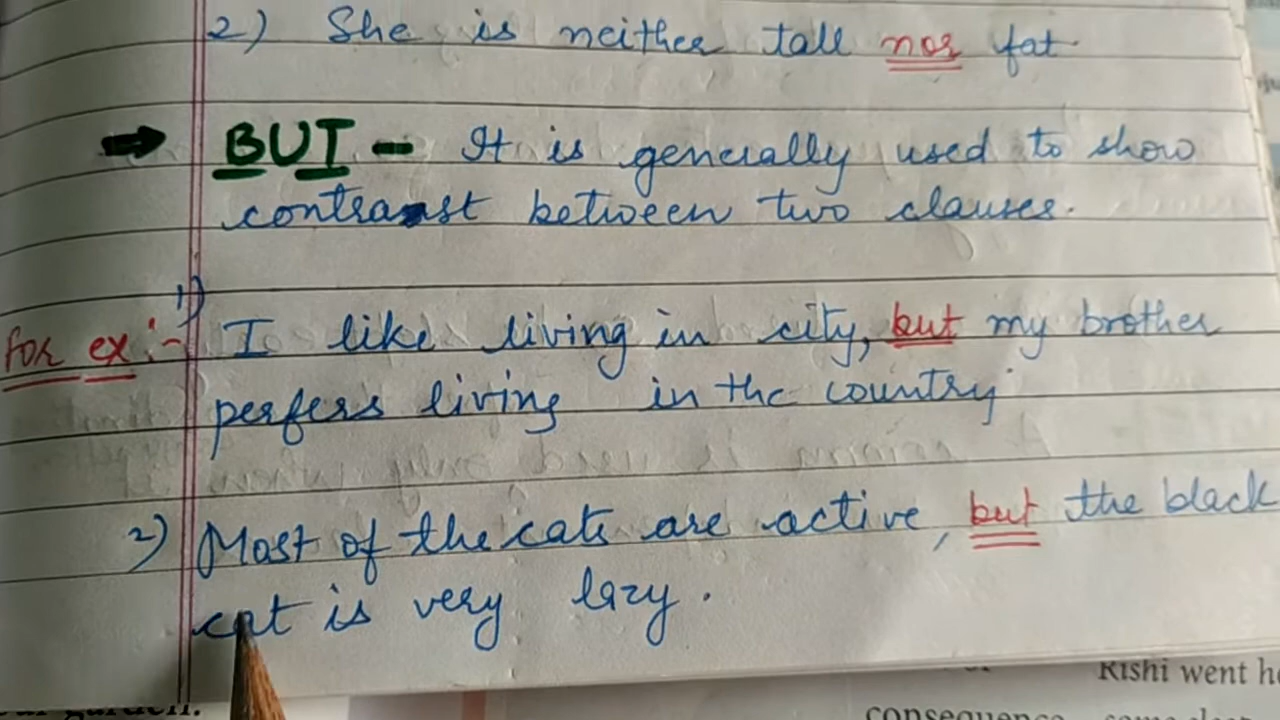 2) She is neither tall nor fat
➡ BUT - It is generally used to show
contrast between two clauses.
for ex:- 1) I like living in city, but my brother
perfers living in the country
2) Most of the cats are active, but the black
cat is very lazy.
Rishi went
garden.
consequence